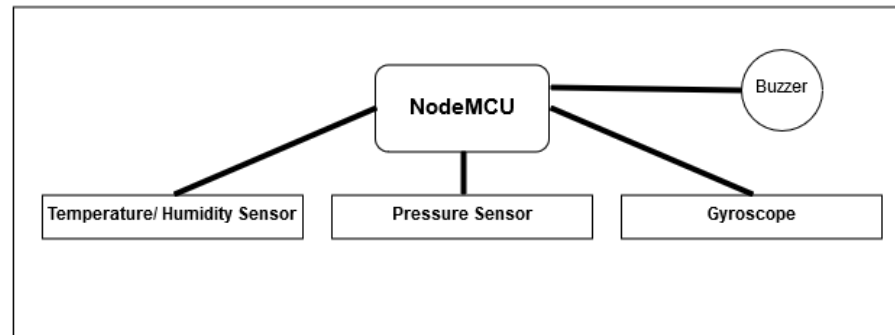 NodeMCU
Buzzer
Temperature/ Humidity Sensor
Pressure Sensor
Gyroscope